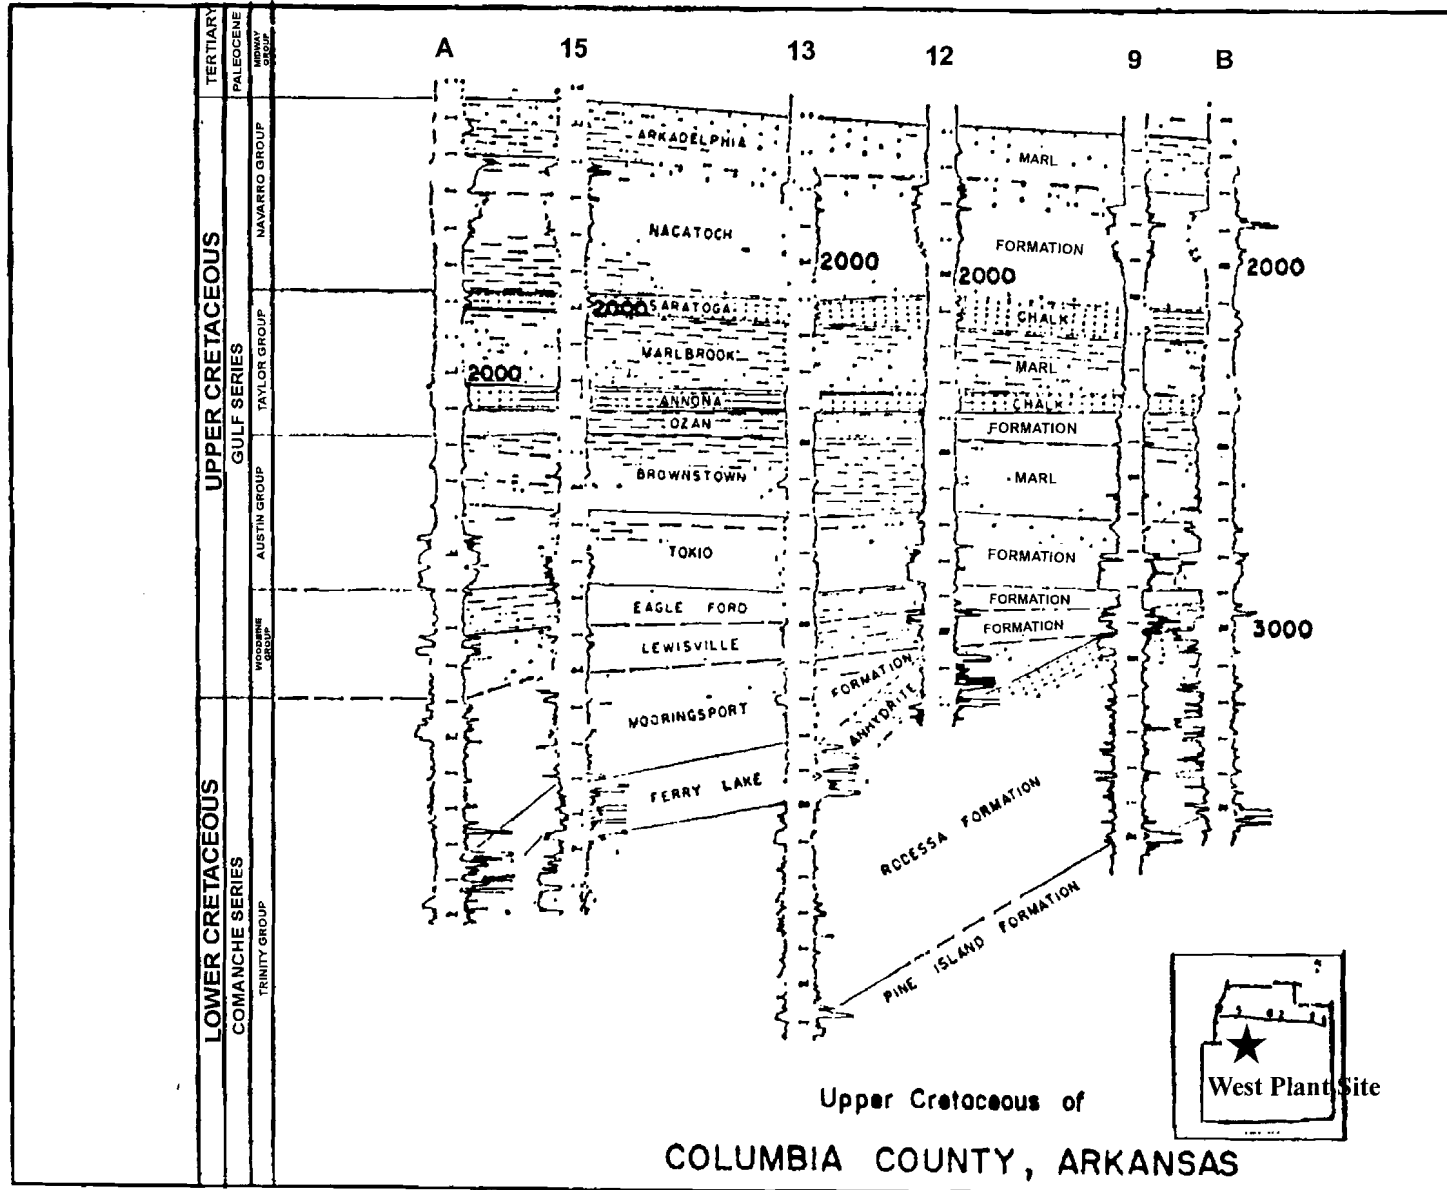 TERTIARY
PALEOCENE
MIDWAY GROUP
UPPER CRETACEOUS
GULF SERIES
NAVARRO GROUP
TAYLOR GROUP
AUSTIN GROUP
WOODBINE GROUP
LOWER CRETACEOUS
COMANCHE SERIES
TRINITY GROUP
A 15 13 12 9 B
ARKADELPHIA MARL
NACATOCH FORMATION
2000 2000 2000
2000 SARATOGA CHALK
MARLBROOK MARL
2000
ANNONA CHALK
OZAN FORMATION
BROWNSTOWN MARL
TOKIO FORMATION
EAGLE FORD FORMATION
LEWISVILLE FORMATION
3000
MOORINGSPORT FORMATION
FERRY LAKE ANHYDRITE
RODESSA FORMATION
PINE ISLAND FORMATION
West Plant Site
Upper Cretaceous of
COLUMBIA COUNTY, ARKANSAS